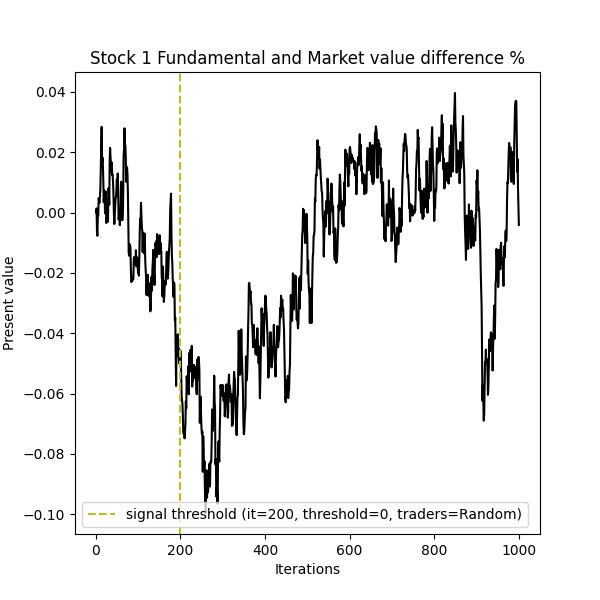 Stock 1 Fundamental and Market value difference %
Present value
0.04
0.02
0.00
−0.02
−0.04
−0.06
−0.08
−0.10
signal threshold (it=200, threshold=0, traders=Random)
0 200 400 600 800 1000
Iterations